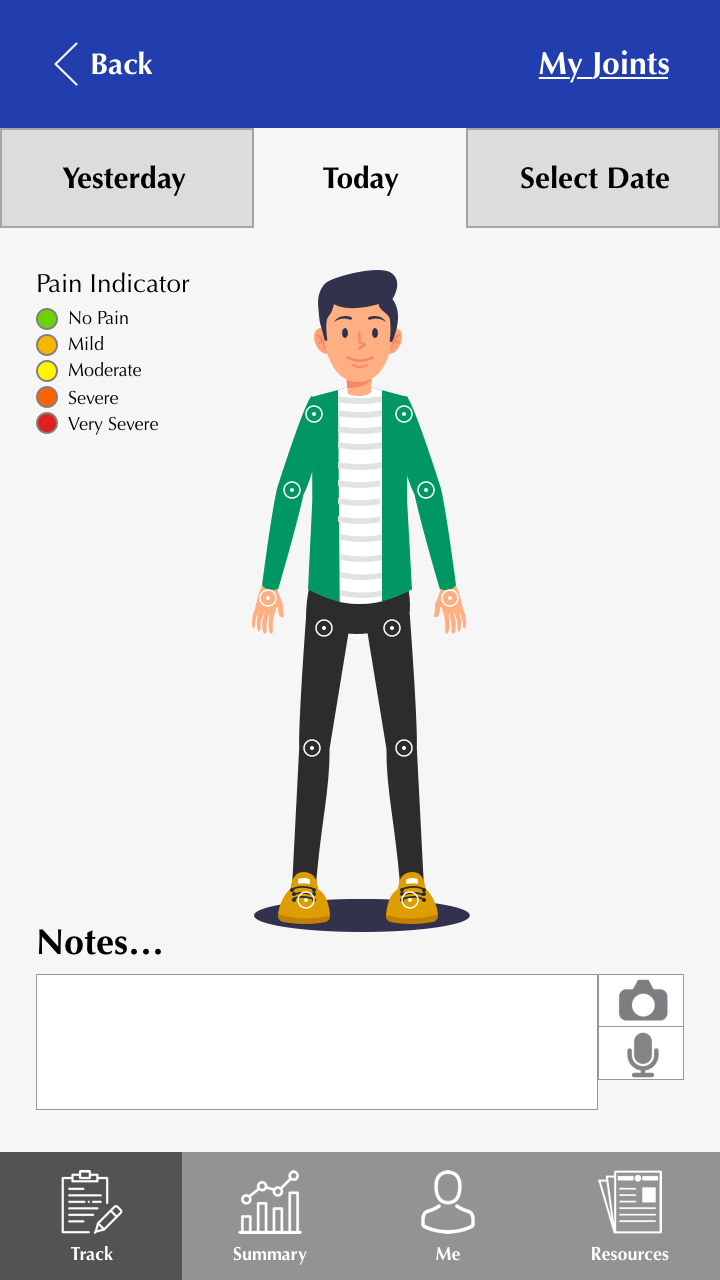 Back
My Joints
Yesterday
Today
Select Date
Pain Indicator
No Pain
Mild
Moderate
Severe
Very Severe
Notes...
Track
Summary
Me
Resources